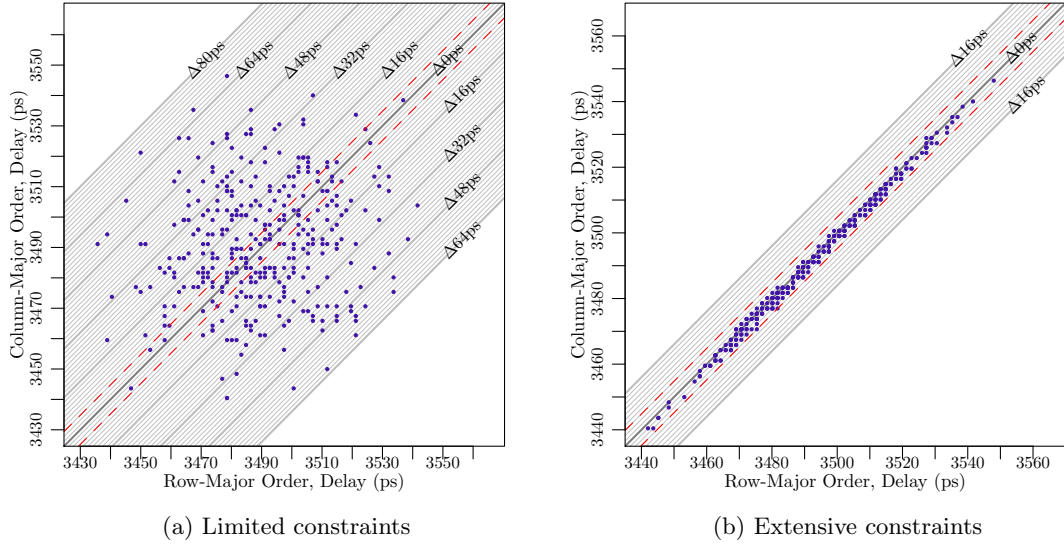 Column-Major Order, Delay (ps)
3550
3530
3510
3490
3470
3450
3430
Δ80ps
Δ64ps
Δ48ps
Δ32ps
Δ16ps
Δ0ps
Δ16ps
Δ32ps
Δ48ps
Δ64ps
3430 3450 3470 3490 3510 3530 3550
Row-Major Order, Delay (ps)
(a) Limited constraints
Column-Major Order, Delay (ps)
3560
3540
3520
3500
3480
3460
3440
Δ16ps
Δ0ps
Δ16ps
3440 3460 3480 3500 3520 3540 3560
Row-Major Order, Delay (ps)
(b) Extensive constraints